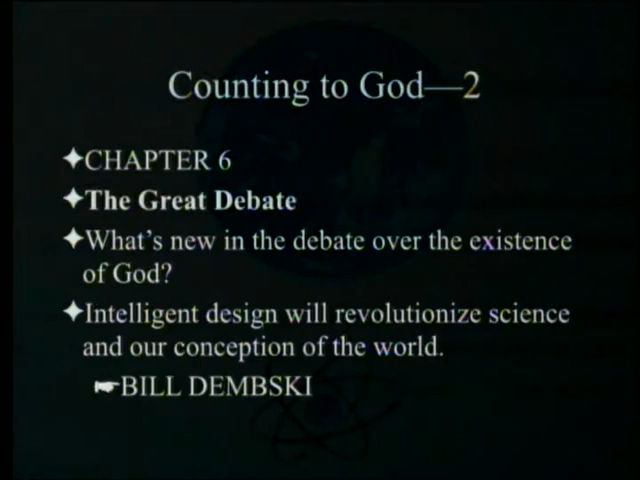 Counting to God—2
✦CHAPTER 6
✦The Great Debate
✦What's new in the debate over the existence
of God?
✦Intelligent design will revolutionize science
and our conception of the world.
☛BILL DEMBSKI